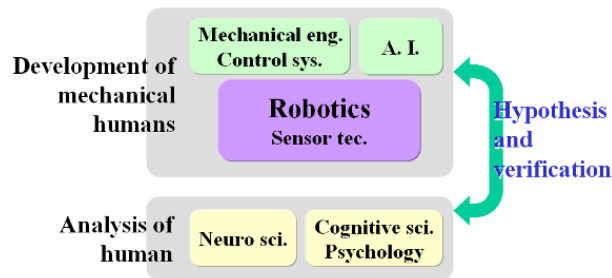 Development of
mechanical
humans
Mechanical eng.
Control sys.
A. I.
Robotics
Sensor tec.
Hypothesis
and
verification
Analysis of
human
Neuro sci.
Cognitive sci.
Psychology